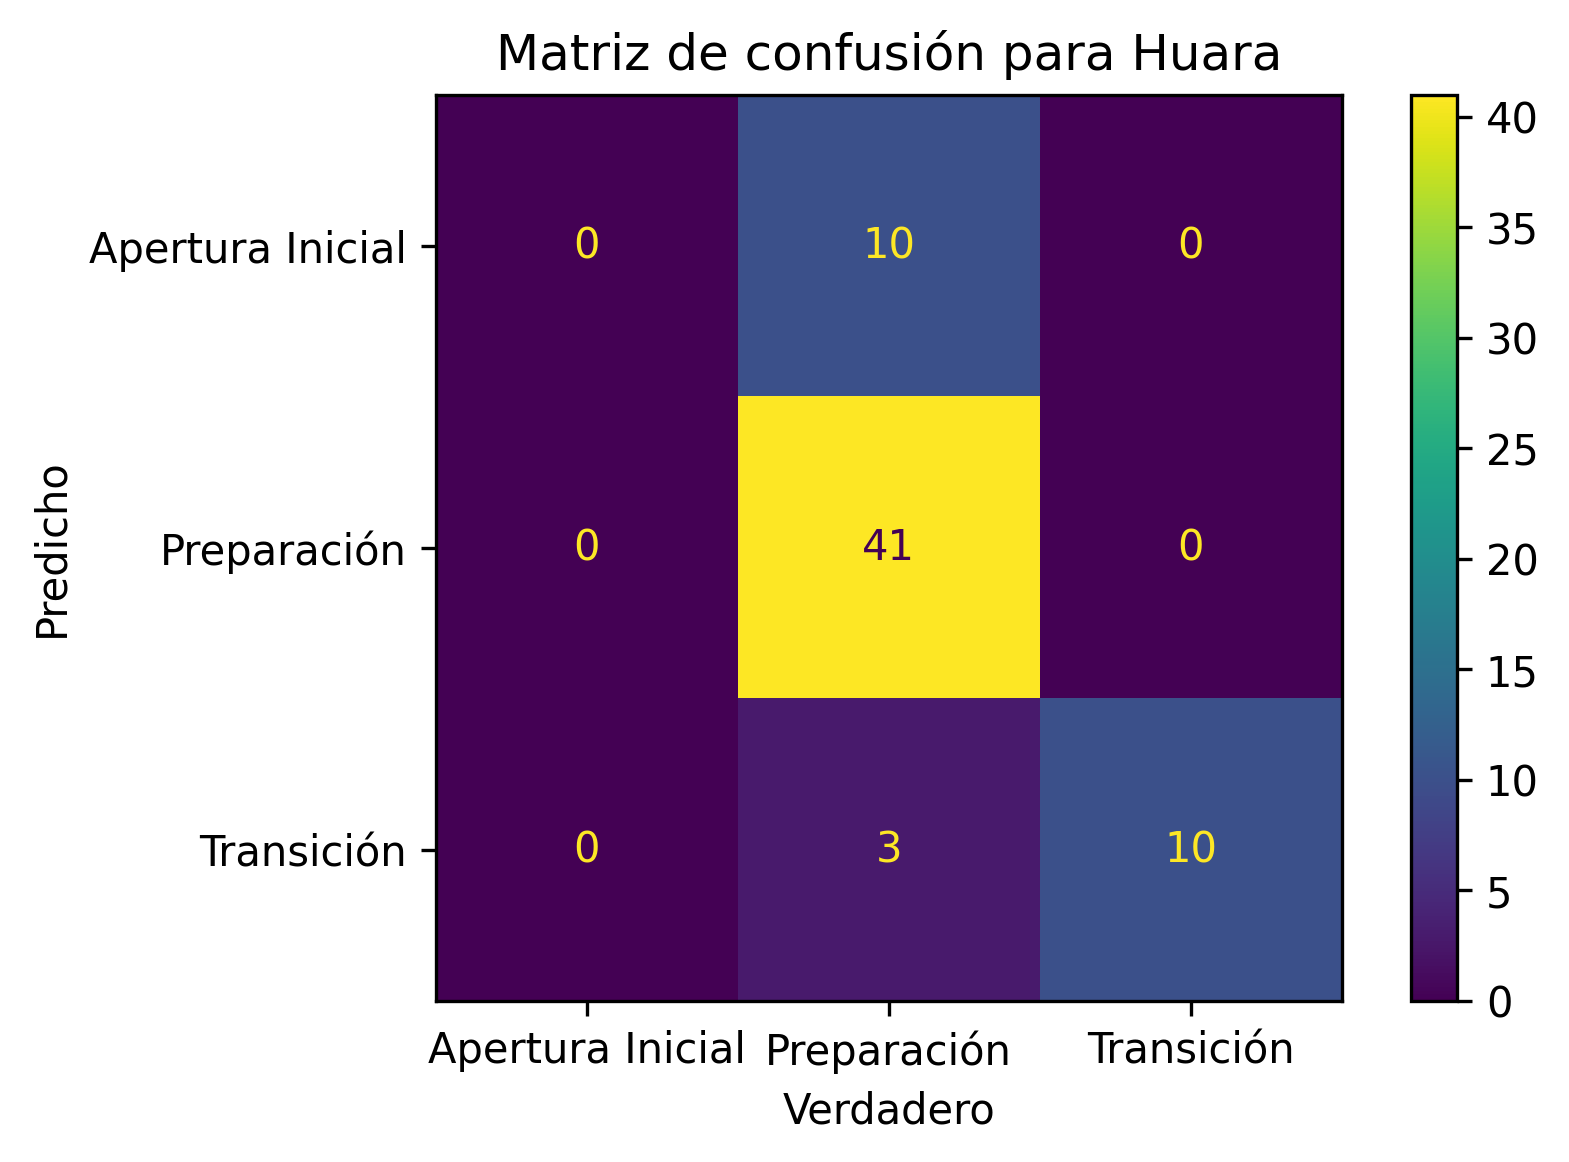 Matriz de confusión para Huara
Predicho
Apertura Inicial
Preparación
Transición
0 10 0
0 41 0
0 3 10
Apertura Inicial Preparación Transición
Verdadero
40
35
30
25
20
15
10
5
0